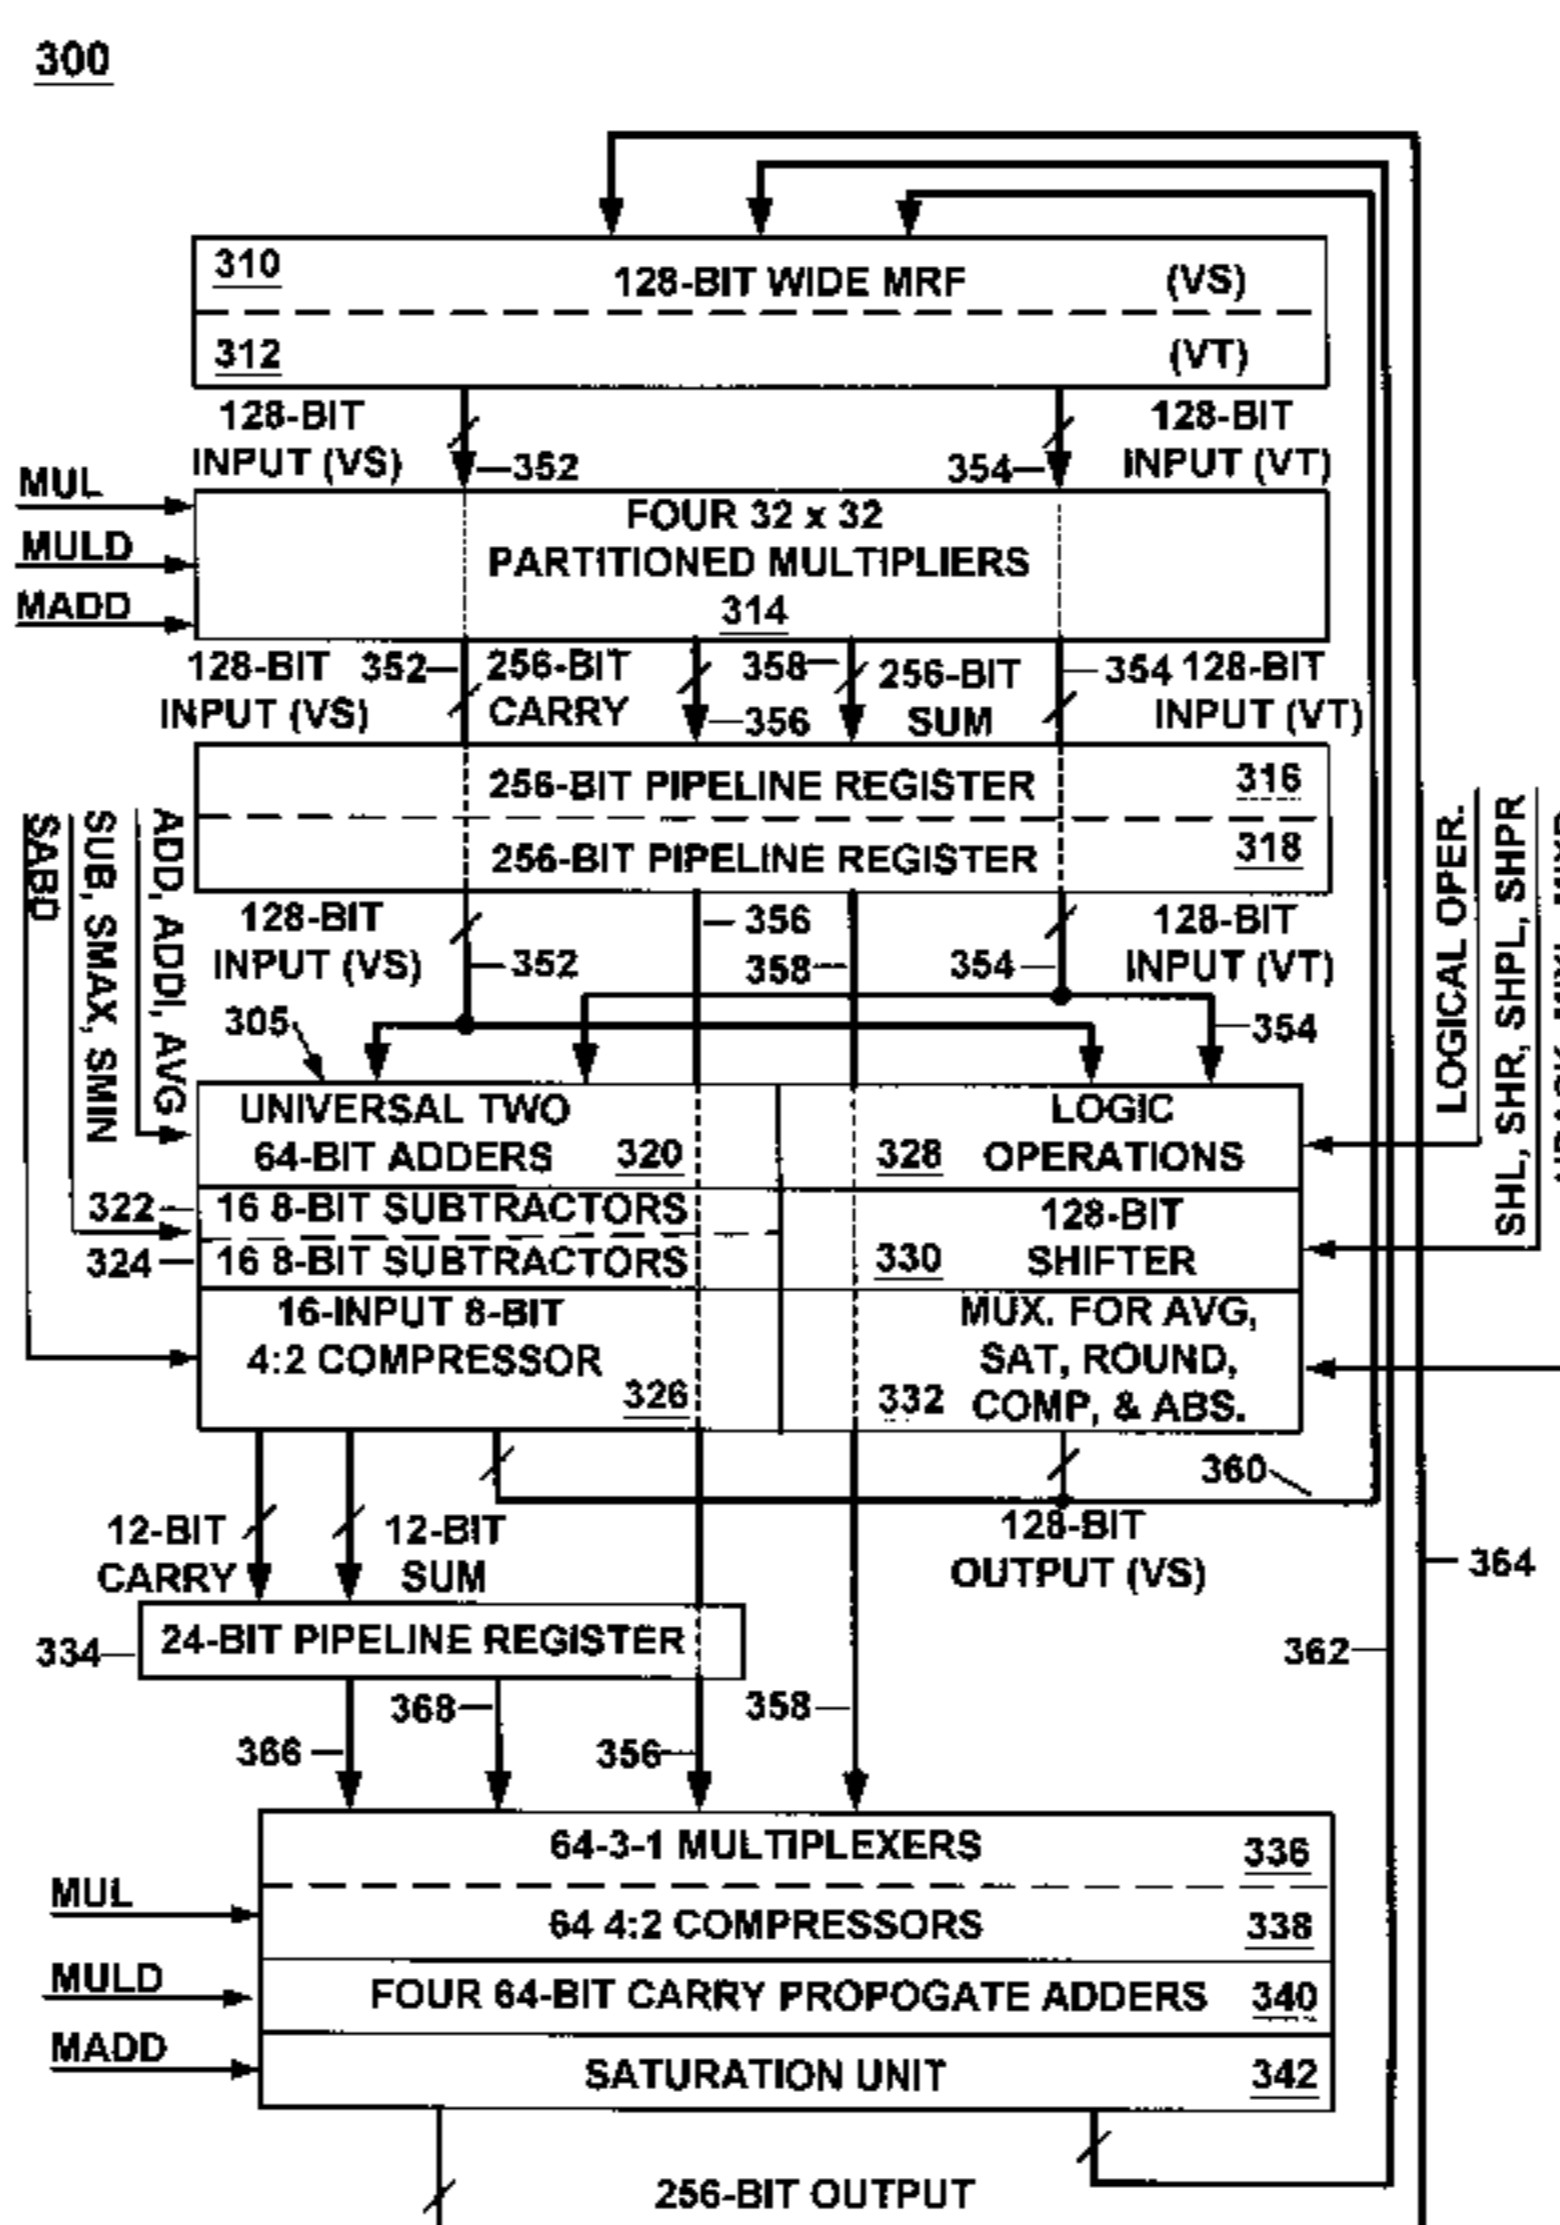 300
310 128-BIT WIDE MRF (VS)
312 (VT)
128-BIT
INPUT (VS)
352
354
128-BIT
INPUT (VT)
MUL
MULD
MADD
FOUR 32 x 32
PARTITIONED MULTIPLIERS
314
128-BIT
INPUT (VS)
352
256-BIT
CARRY
356
358
256-BIT
SUM
354
128-BIT
INPUT (VT)
256-BIT PIPELINE REGISTER 316
256-BIT PIPELINE REGISTER 318
SABD
SUB, SMAX, SMIN
ADD, ADDI, AVG
128-BIT
INPUT (VS)
352
356
358
354
128-BIT
INPUT (VT)
354
305
LOGICAL OPER.
SHL, SHR, SHPL, SHPR
UNIVERSAL TWO
64-BIT ADDERS 320
328 LOGIC
OPERATIONS
322 16 8-BIT SUBTRACTORS
324 16 8-BIT SUBTRACTORS
330 128-BIT
SHIFTER
16-INPUT 8-BIT
4:2 COMPRESSOR
326
332 MUX. FOR AVG,
SAT, ROUND,
COMP, & ABS.
360
12-BIT
CARRY
12-BIT
SUM
128-BIT
OUTPUT (VS)
364
362
334 24-BIT PIPELINE REGISTER
366
368
356
358
64-3-1 MULTIPLEXERS 336
MUL
64 4:2 COMPRESSORS 338
MULD
FOUR 64-BIT CARRY PROPOGATE ADDERS 340
MADD
SATURATION UNIT 342
256-BIT OUTPUT